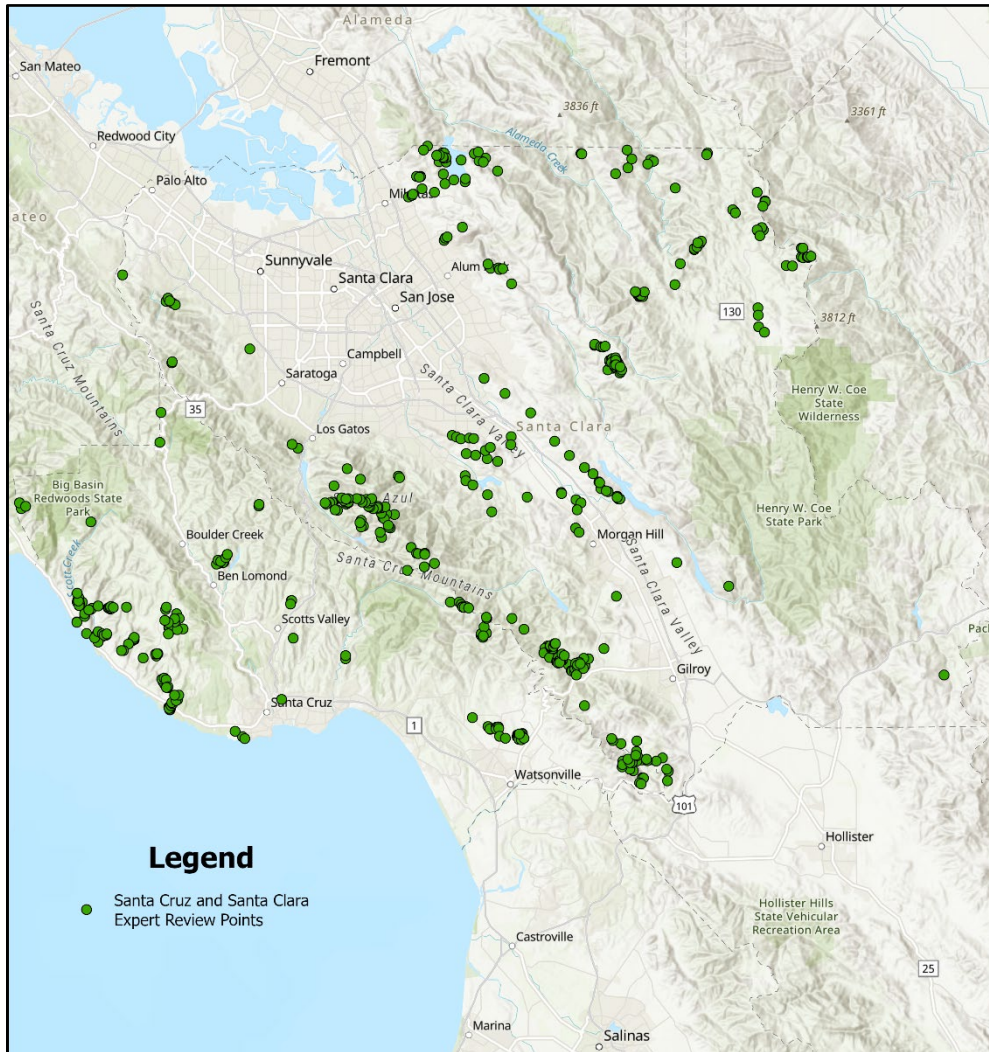 Alameda
San Mateo
Fremont
3836 ft
3361 ft
Redwood City
Alameda Creek
Palo Alto
ateo
Sunnyvale
Santa Clara
San Jose
130
3812 ft
Santa Cruz Mountains
Campbell
Saratoga
Santa Clara Valley
Henry W. Coe
State
Wilderness
35
Los Gatos
Santa Clara
Big Basin
Redwoods State
Park
Azul
Henry W. Coe
State Park
Boulder Creek
Morgan Hill
Scott Creek
Ben Lomond
Santa Cruz Mountains
Santa Clara Valley
Scotts Valley
Pac
Gilroy
Santa Cruz
1
Watsonville
101
Hollister
Legend
Santa Cruz and Santa Clara
Expert Review Points
Hollister Hills
State Vehicular
Recreation Area
Castroville
25
Marina
Salinas